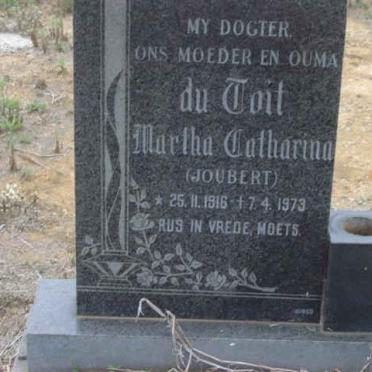 MY DOGTER.
ONS MOEDER EN OUMA
du Toit
Martha Catharina
(JOUBERT)
* 25.11.1916 - † 7.4.1973
RUS IN VREDE, MOETS.